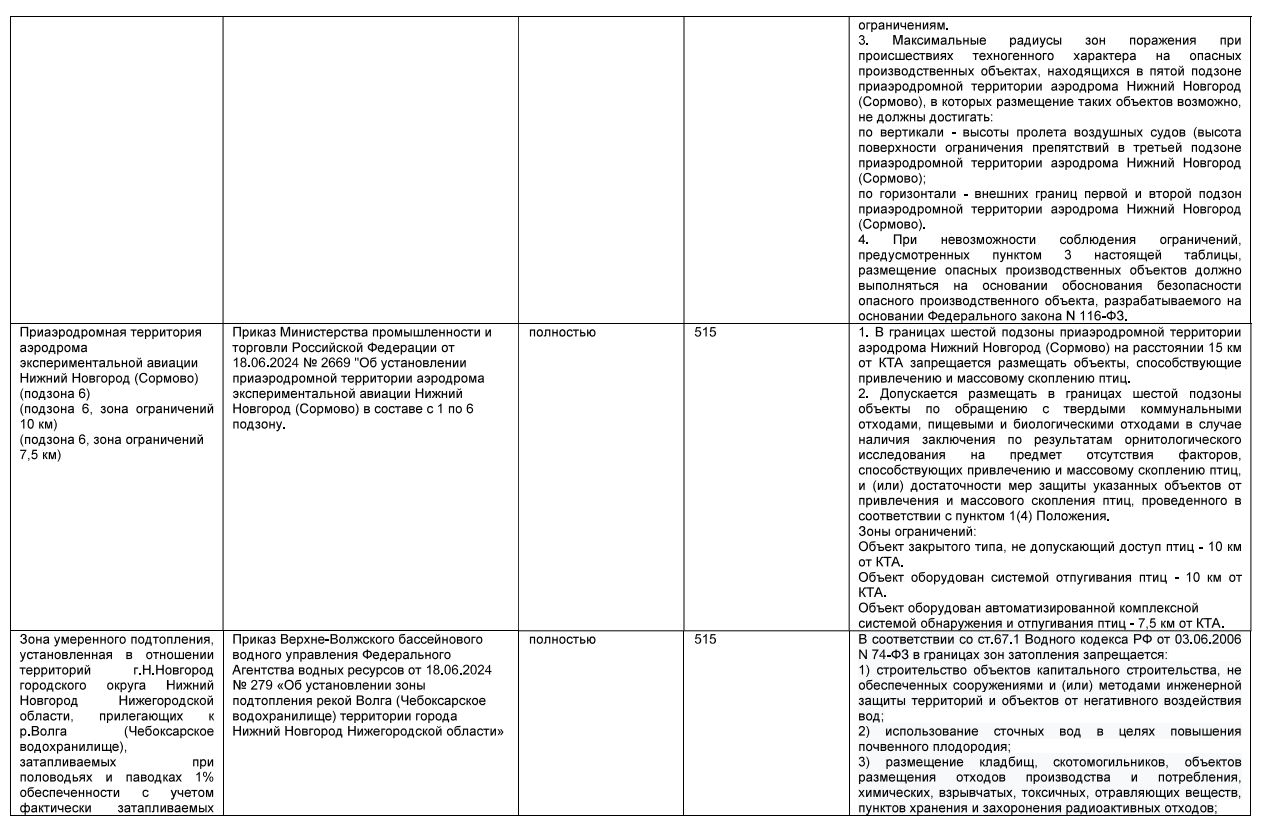 ограничениям.
3. Максимальные радиусы зон поражения при
происшествиях техногенного характера на опасных
производственных объектах, находящихся в пятой подзоне
приаэродромной территории аэродрома Нижний Новгород
(Сормово), в которых размещение таких объектов возможно,
не должны достигать:
по вертикали - высоты пролета воздушных судов (высота
поверхности ограничения препятствий в третьей подзоне
приаэродромной территории аэродрома Нижний Новгород
(Сормово);
по горизонтали - внешних границ первой и второй подзон
приаэродромной территории аэродрома Нижний Новгород
(Сормово).
4. При невозможности соблюдения ограничений,
предусмотренных пунктом 3 настоящей таблицы,
размещение опасных производственных объектов должно
выполняться на основании обоснования безопасности
опасного производственного объекта, разрабатываемого на
основании Федерального закона N 116-ФЗ.
Приаэродромная территория
аэродрома
экспериментальной авиации
Нижний Новгород (Сормово)
(подзона 6)
(подзона 6, зона ограничений
10 км)
(подзона 6, зона ограничений
7,5 км)
Приказ Министерства промышленности и
торговли Российской Федерации от
18.06.2024 № 2669 "Об установлении
приаэродромной территории аэродрома
экспериментальной авиации Нижний
Новгород (Сормово) в составе с 1 по 6
подзону.
полностью
515
1. В границах шестой подзоны приаэродромной территории
аэродрома Нижний Новгород (Сормово) на расстоянии 15 км
от КТА запрещается размещать объекты, способствующие
привлечению и массовому скоплению птиц.
2. Допускается размещать в границах шестой подзоны
объекты по обращению с твердыми коммунальными
отходами, пищевыми и биологическими отходами в случае
наличия заключения по результатам орнитологического
исследования на предмет отсутствия факторов,
способствующих привлечению и массовому скоплению птиц,
и (или) достаточности мер защиты указанных объектов от
привлечения и массового скопления птиц, проведенного в
соответствии с пунктом 1(4) Положения.
Зоны ограничений:
Объект закрытого типа, не допускающий доступ птиц - 10 км
от КТА.
Объект оборудован системой отпугивания птиц - 10 км от
КТА.
Объект оборудован автоматизированной комплексной
системой обнаружения и отпугивания птиц - 7,5 км от КТА.
Зона умеренного подтопления,
установленная в отношении
территорий г.Н.Новгород
городского округа Нижний
Новгород Нижегородской
области, прилегающих к
р.Волга (Чебоксарское
водохранилище),
затапливаемых при
половодьях и паводках 1%
обеспеченности с учетом
фактически затапливаемых
Приказ Верхне-Волжского бассейнового
водного управления Федерального
Агентства водных ресурсов от 18.06.2024
№ 279 «Об установлении зоны
подтопления рекой Волга (Чебоксарское
водохранилище) территории города
Нижний Новгород Нижегородской области»
полностью
515
В соответствии со ст.67.1 Водного кодекса РФ от 03.06.2006
N 74-ФЗ в границах зон затопления запрещается:
1) строительство объектов капитального строительства, не
обеспеченных сооружениями и (или) методами инженерной
защиты территорий и объектов от негативного воздействия
вод;
2) использование сточных вод в целях повышения
почвенного плодородия;
3) размещение кладбищ, скотомогильников, объектов
размещения отходов производства и потребления,
химических, взрывчатых, токсичных, отравляющих веществ,
пунктов хранения и захоронения радиоактивных отходов;